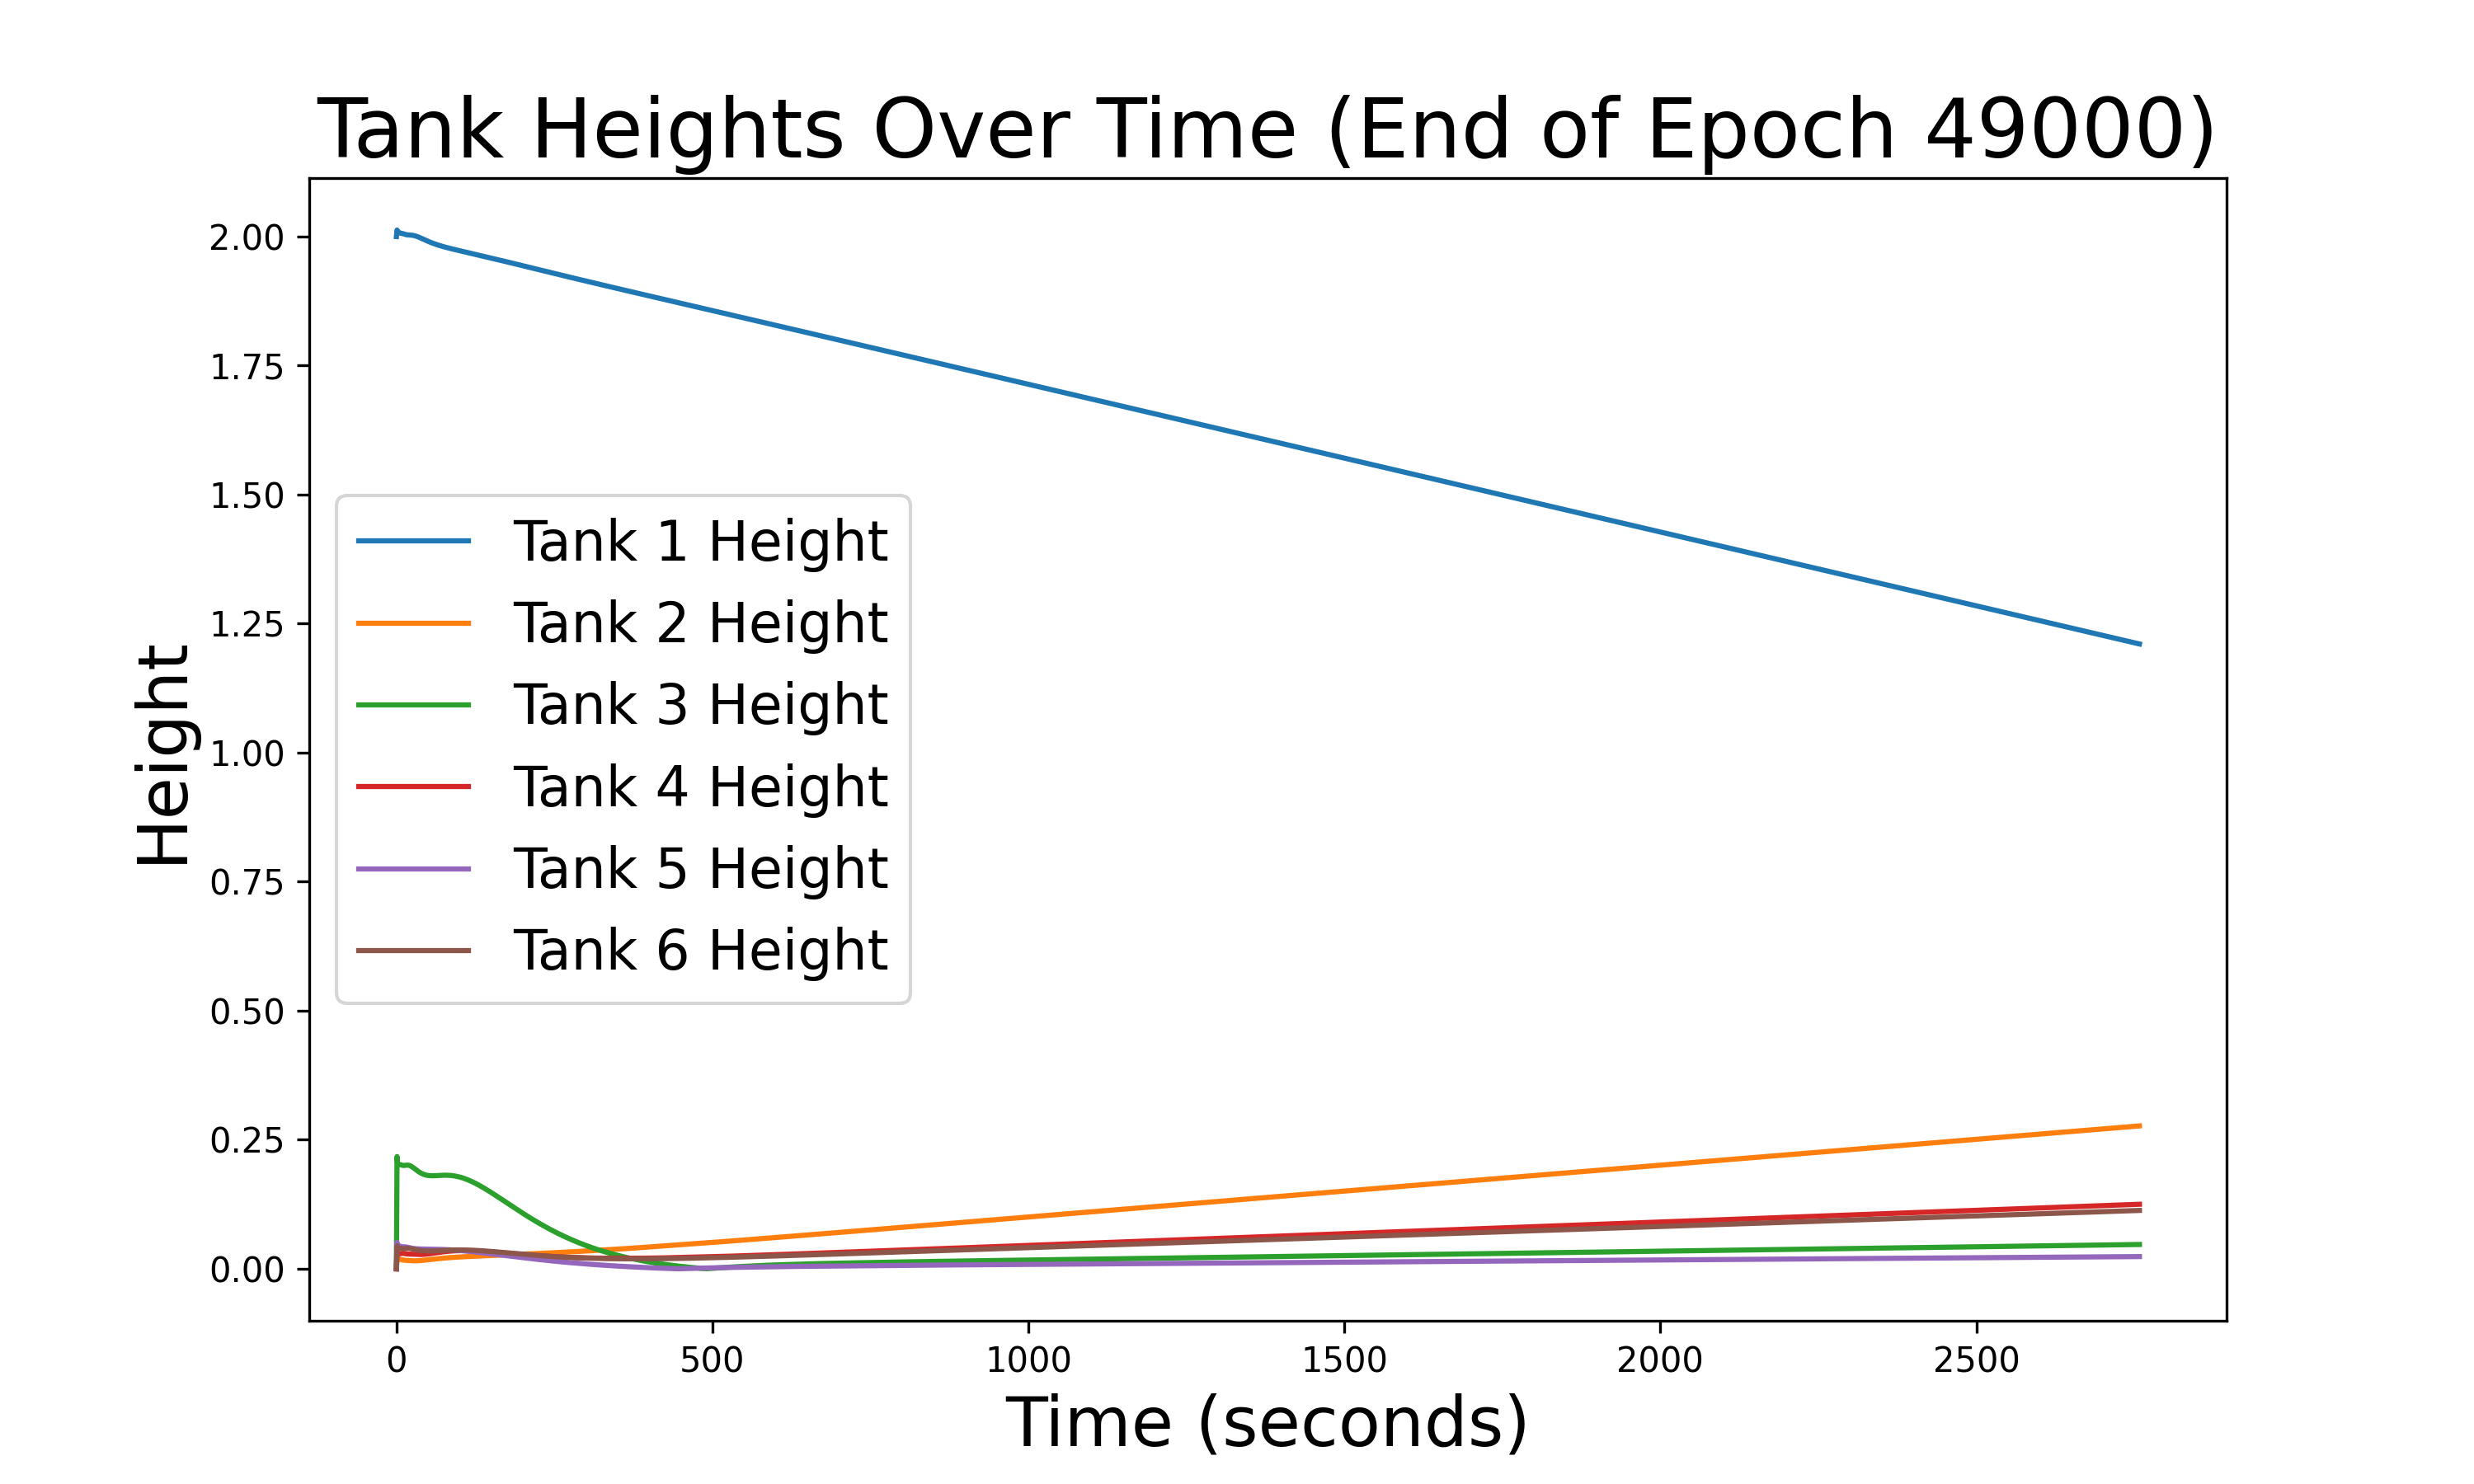 Tank Heights Over Time (End of Epoch 49000)
2.00
1.75
1.50
1.25
1.00
0.75
0.50
0.25
0.00
Height
Tank 1 Height
Tank 2 Height
Tank 3 Height
Tank 4 Height
Tank 5 Height
Tank 6 Height
0 500 1000 1500 2000 2500
Time (seconds)